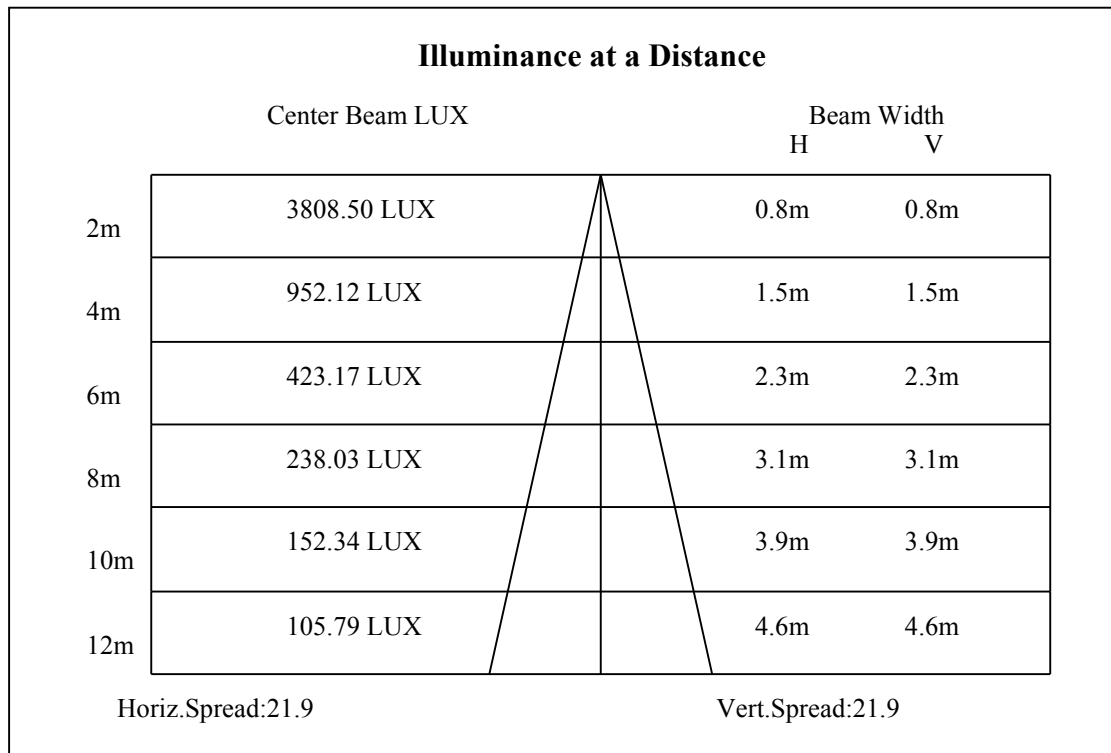 Illuminance at a Distance
Center Beam LUX Beam Width
H V
2m 3808.50 LUX 0.8m 0.8m
4m 952.12 LUX 1.5m 1.5m
6m 423.17 LUX 2.3m 2.3m
8m 238.03 LUX 3.1m 3.1m
10m 152.34 LUX 3.9m 3.9m
12m 105.79 LUX 4.6m 4.6m
Horiz.Spread:21.9 Vert.Spread:21.9